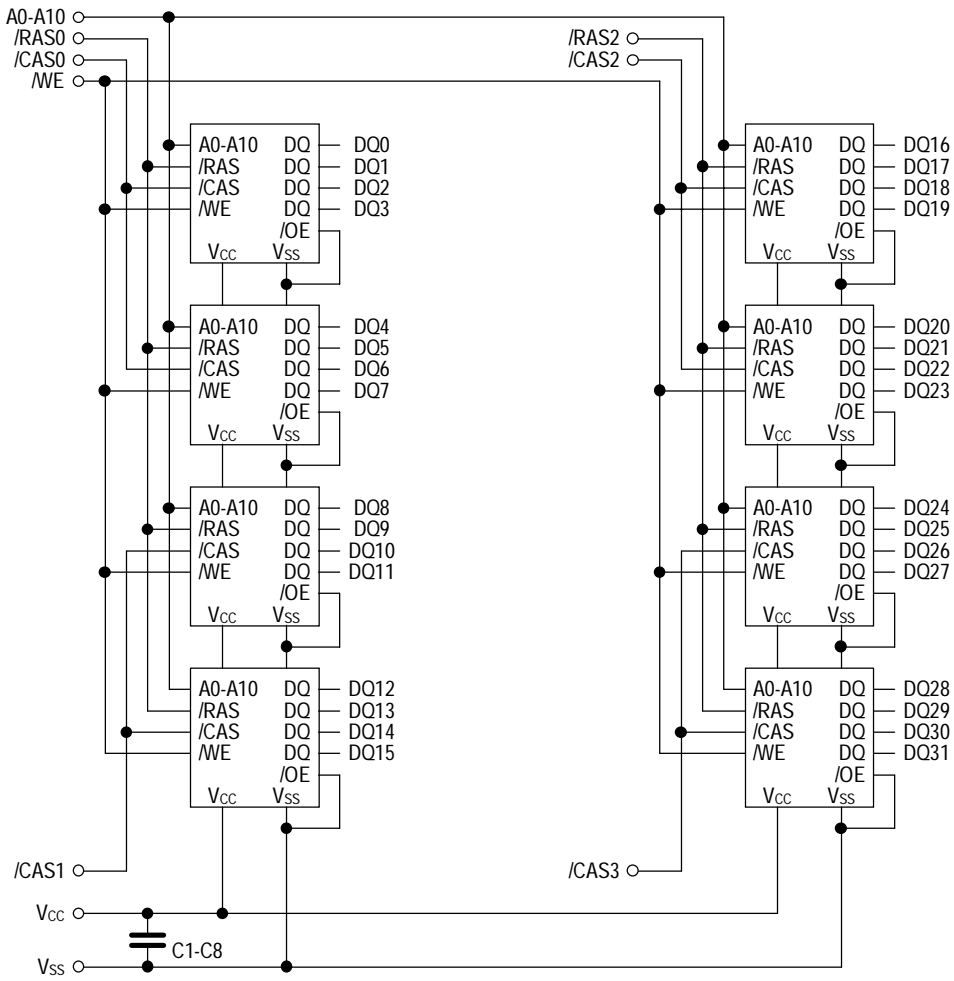 A0-A10
/RAS0 /RAS2
/CAS0 /CAS2
/WE
A0-A10 DQ DQ0 A0-A10 DQ DQ16
/RAS DQ DQ1 /RAS DQ DQ17
/CAS DQ DQ2 /CAS DQ DQ18
/WE DQ DQ3 /WE DQ DQ19
/OE /OE
VCC VSS VCC VSS
A0-A10 DQ DQ4 A0-A10 DQ DQ20
/RAS DQ DQ5 /RAS DQ DQ21
/CAS DQ DQ6 /CAS DQ DQ22
/WE DQ DQ7 /WE DQ DQ23
/OE /OE
VCC VSS VCC VSS
A0-A10 DQ DQ8 A0-A10 DQ DQ24
/RAS DQ DQ9 /RAS DQ DQ25
/CAS DQ DQ10 /CAS DQ DQ26
/WE DQ DQ11 /WE DQ DQ27
/OE /OE
VCC VSS VCC VSS
A0-A10 DQ DQ12 A0-A10 DQ DQ28
/RAS DQ DQ13 /RAS DQ DQ29
/CAS DQ DQ14 /CAS DQ DQ30
/WE DQ DQ15 /WE DQ DQ31
/OE /OE
VCC VSS VCC VSS
/CAS1 /CAS3
VCC
C1-C8
VSS